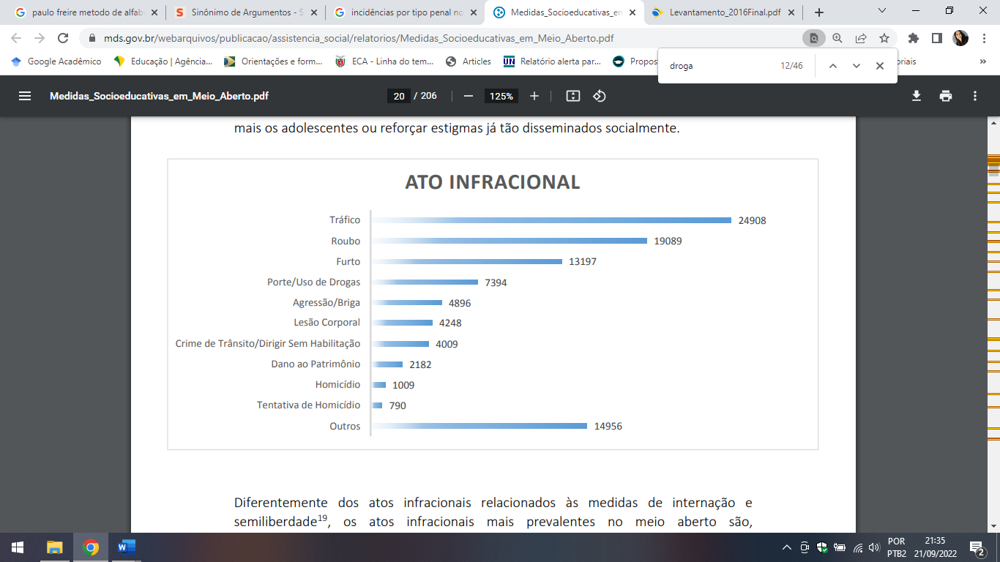 paulo freire metodo de alfab
Sinônimo de Argumentos - S
incidências por tipo penal no
Medidas_Socioeducativas_em
Levantamento_2016Final.pdf
mds.gov.br/webarquivos/publicacao/assistencia_social/relatorios/Medidas_Socioeducativas_em_Meio_Aberto.pdf
Google Acadêmico
Educação | Agência...
Orientações e form...
ECA - Linha do tem...
Articles
Relatório alerta par...
Propos
oriais
»
droga
12/46
Medidas_Socioeducativas_em_Meio_Aberto.pdf
20 / 206
125%
mais os adolescentes ou reforçar estigmas já tão disseminados socialmente.
ATO INFRACIONAL
Tráfico 24908
Roubo 19089
Furto 13197
Porte/Uso de Drogas 7394
Agressão/Briga 4896
Lesão Corporal 4248
Crime de Trânsito/Dirigir Sem Habilitação 4009
Dano ao Patrimônio 2182
Homicídio 1009
Tentativa de Homicídio 790
Outros 14956
Diferentemente dos atos infracionais relacionados às medidas de internação e
semiliberdade19, os atos infracionais mais prevalentes no meio aberto são,
POR
PTB2
21:35
21/09/2022
2